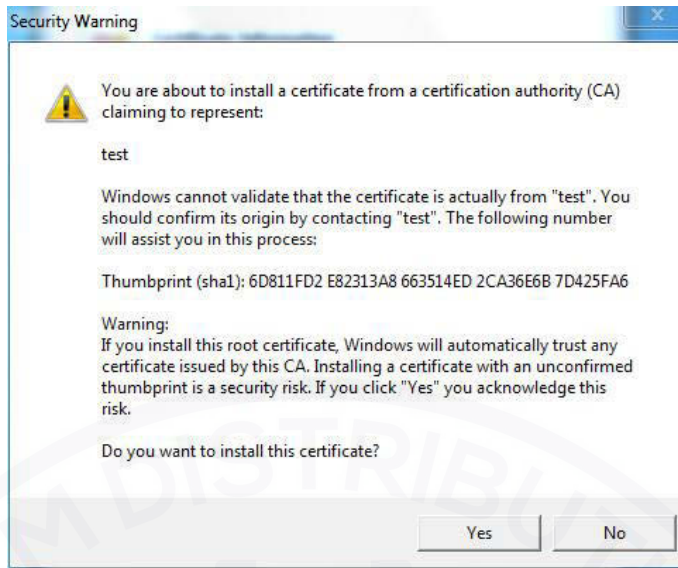 Security Warning
You are about to install a certificate from a certification authority (CA)
claiming to represent:
test
Windows cannot validate that the certificate is actually from "test". You
should confirm its origin by contacting "test". The following number
will assist you in this process:
Thumbprint (sha1): 6D811FD2 E82313A8 663514ED 2CA36E6B 7D425FA6
Warning:
If you install this root certificate, Windows will automatically trust any
certificate issued by this CA. Installing a certificate with an unconfirmed
thumbprint is a security risk. If you click "Yes" you acknowledge this
risk.
Do you want to install this certificate?
Yes No
M DISTRIBUT